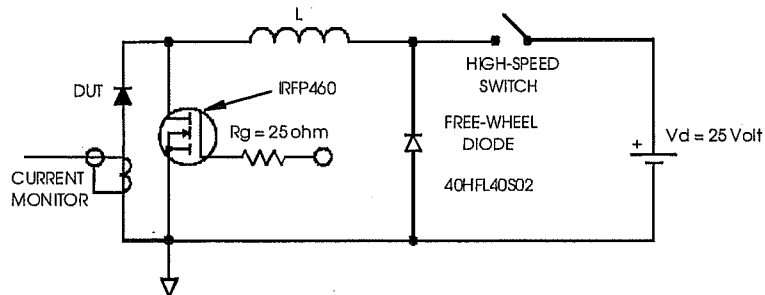 L
DUT
IRFP460
HIGH-SPEED
SWITCH
Rg = 25 ohm
FREE-WHEEL
DIODE
40HFL40S02
+
Vd = 25 Volt
CURRENT
MONITOR